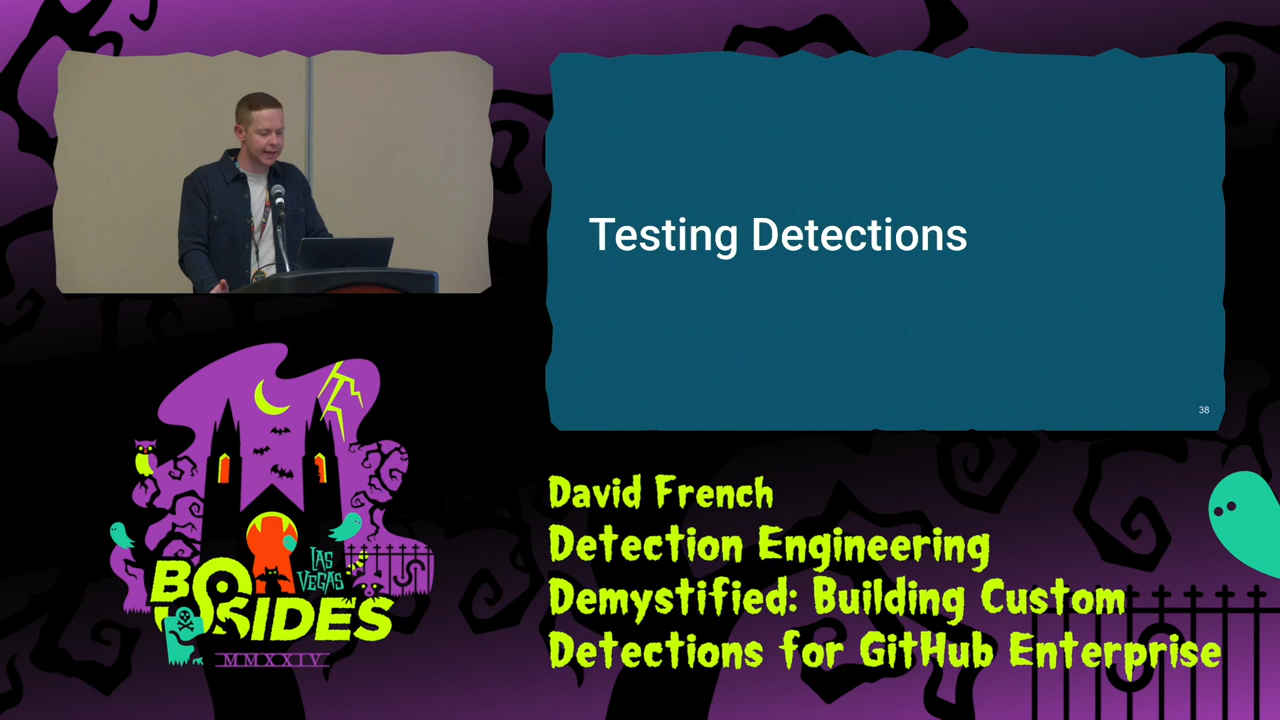 Testing Detections
38
LAS
VEGAS
BSIDES
MMXXIV
David French
Detection Engineering
Demystified: Building Custom
Detections for GitHub Enterprise